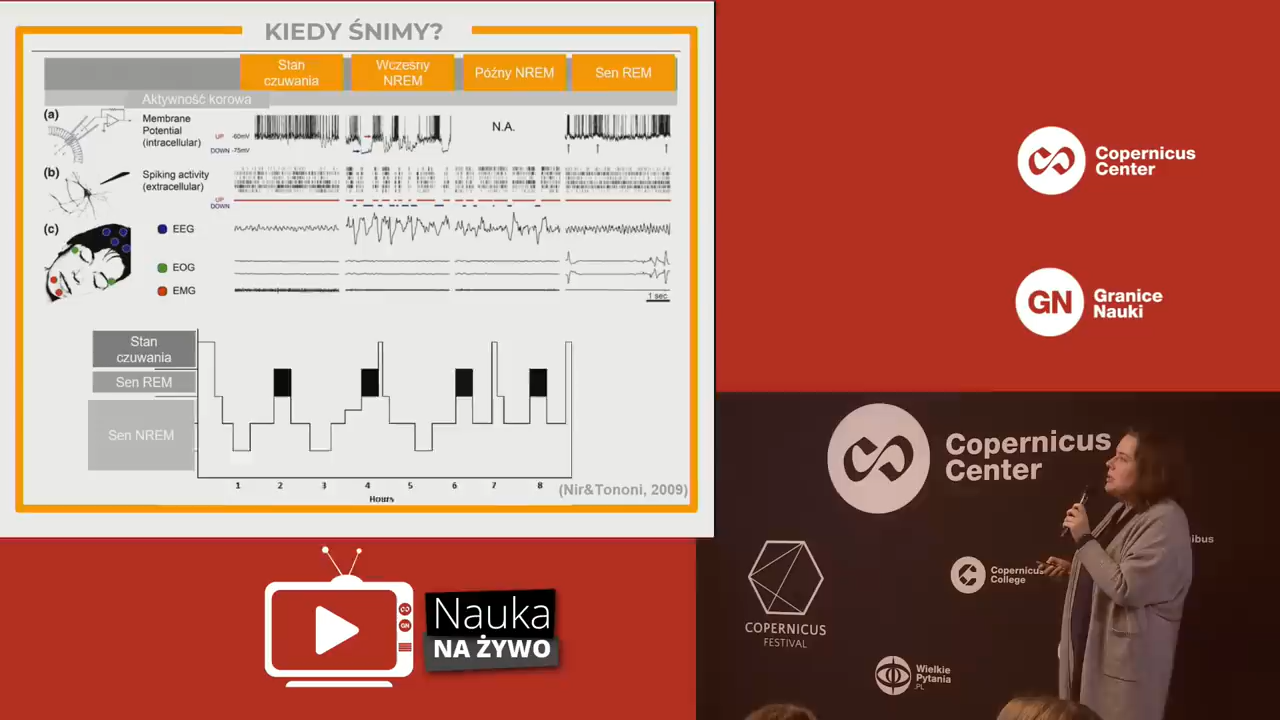 KIEDY ŚNIMY?
Stan
czuwania
Wczesny
NREM
Późny NREM
Sen REM
Aktywność korowa
(a)
Membrane
Potential
(intracellular)
UP
-60mV
DOWN
-75mV
N.A.
(b)
Spiking activity
(extracellular)
UP
DOWN
(c)
EEG
EOG
EMG
1 sec
Stan
czuwania
Sen REM
Sen NREM
1 2 3 4 5 6 7 8
Hours
(Nir&Tononi, 2009)
Copernicus
Center
GN
Granice
Nauki
Nauka
NA ŻYWO
GN
Copernicus
Center
ibus
Copernicus
College
COPERNICUS
FESTIVAL
Wielkie
Pytania
.PL